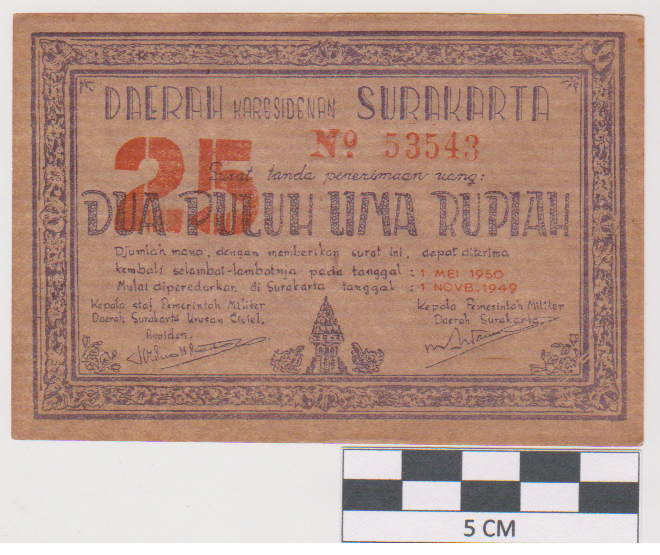 DAERAH KARESIDENAN SURAKARTA
25 No 53543
Surat tanda penerimaan uang:
DUA PULUH LIMA RUPIAH
Djumlah mana, dengan memberikan surat ini, dapat diterima
kembali selambat-lambatnja pada tanggal : 1 MEI 1950
Mulai diperedarkan di Surakarta tanggal : 1 NOVB. 1949
Kepala staf Pemerintah Militer
Daerah Surakarta Urusan Civiel,
Residen.
Kepala Pemerintah Militer
Daerah Surakarta.
5 CM